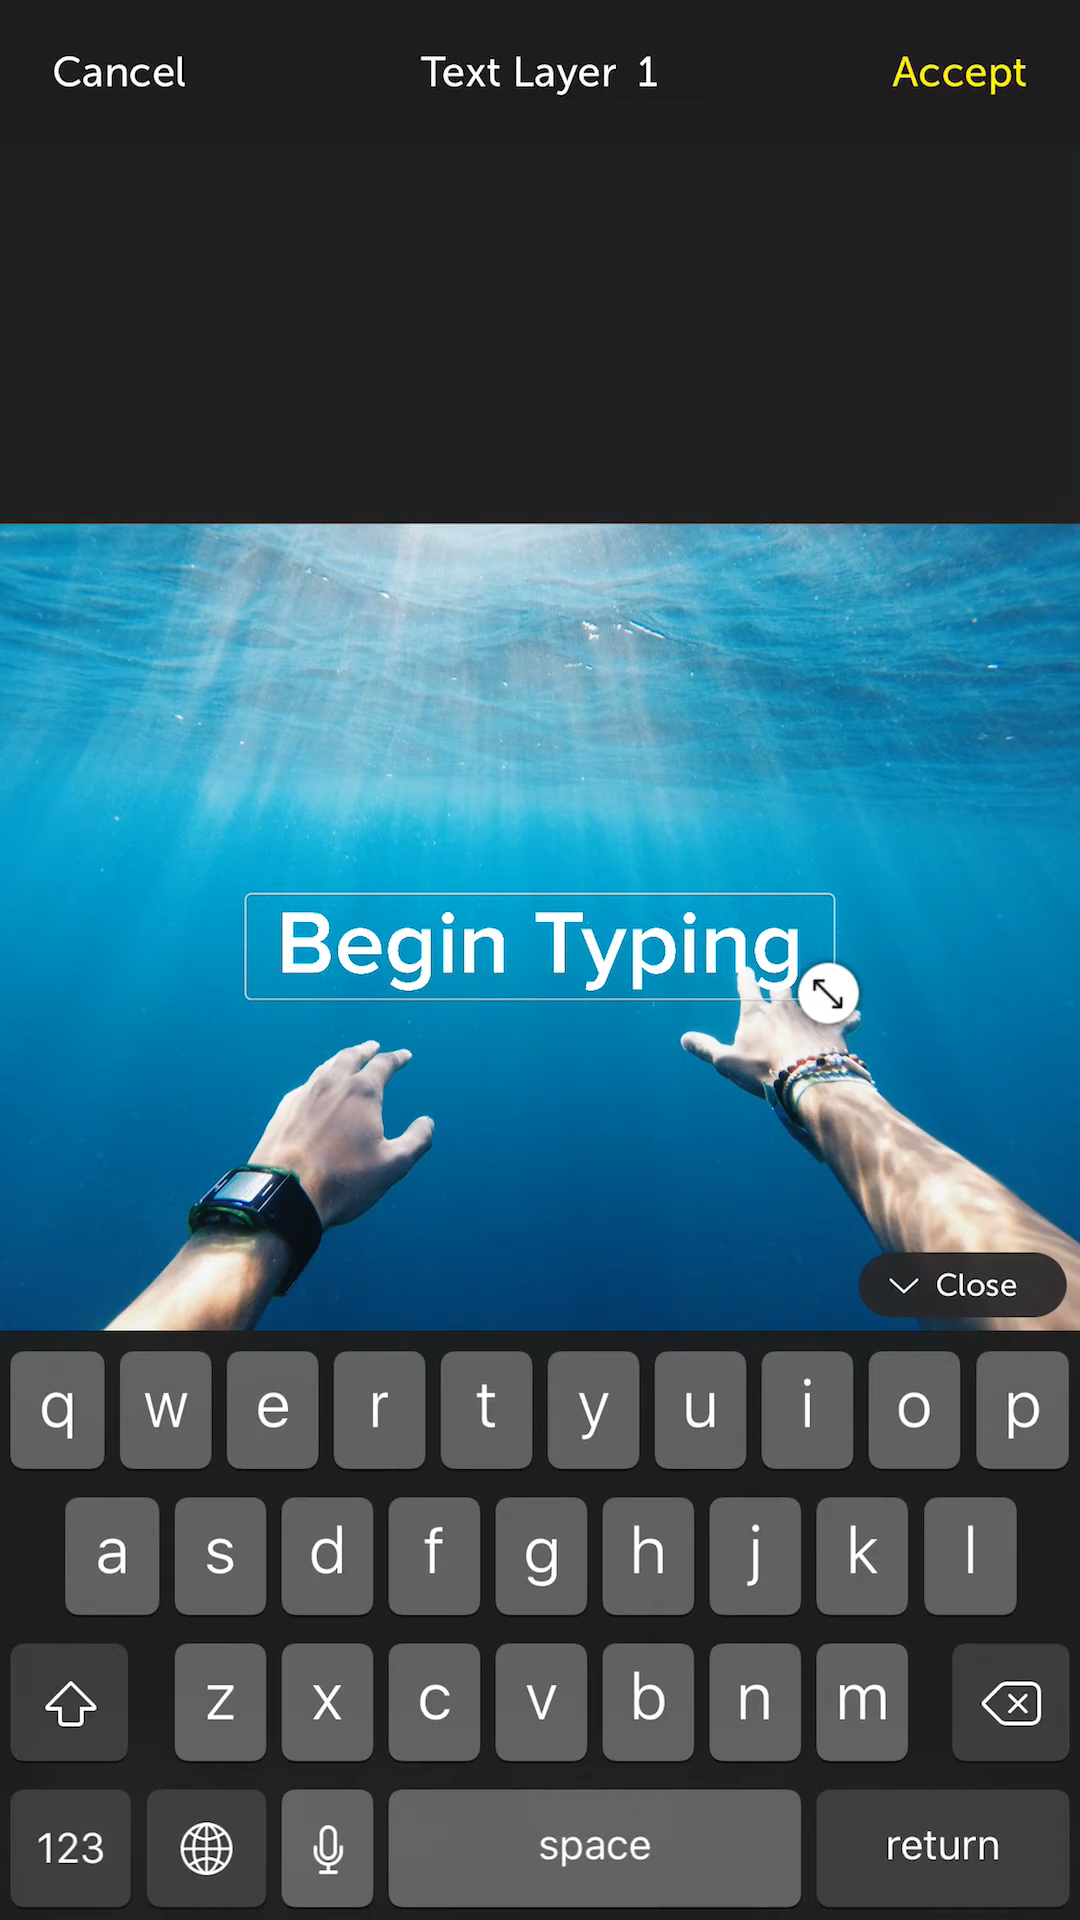 Cancel Text Layer 1 Accept
Begin Typing
Close
q w e r t y u i o p
a s d f g h j k l
z x c v b n m
123 space return